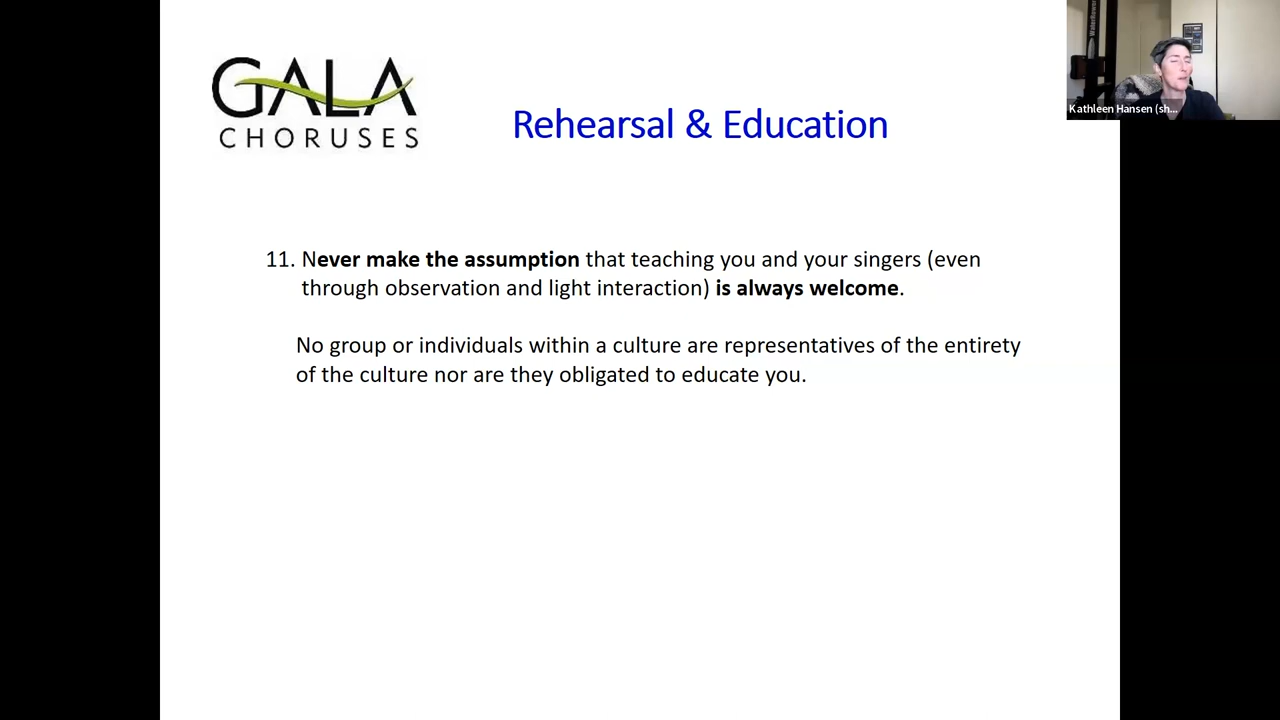 GALA
CHORUSES
Rehearsal & Education
Kathleen Hansen (sh...
11. Never make the assumption that teaching you and your singers (even
through observation and light interaction) is always welcome.
No group or individuals within a culture are representatives of the entirety
of the culture nor are they obligated to educate you.